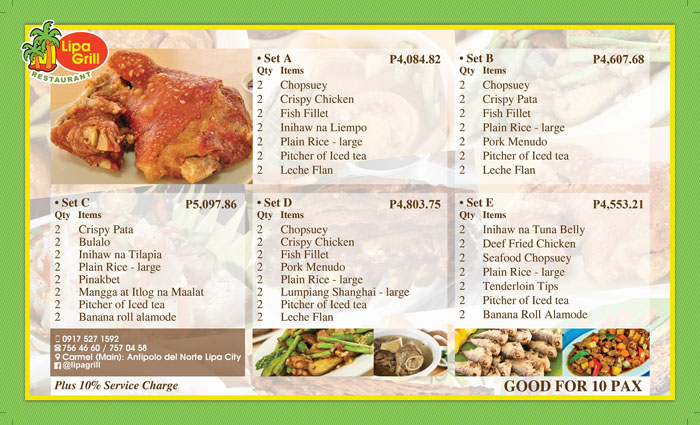 Lipa
Grill
RESTAURANT
• Set A P4,084.82
Qty Items
2 Chopsuey
2 Crispy Chicken
2 Fish Fillet
2 Inihaw na Liempo
2 Plain Rice - large
2 Pitcher of Iced tea
2 Leche Flan
• Set B P4,607.68
Qty Items
2 Chopsuey
2 Crispy Pata
2 Fish Fillet
2 Plain Rice - large
2 Pork Menudo
2 Pitcher of Iced tea
2 Leche Flan
• Set C P5,097.86
Qty Items
2 Crispy Pata
2 Bulalo
2 Inihaw na Tilapia
2 Plain Rice - large
2 Pinakbet
2 Mangga at Itlog na Maalat
2 Pitcher of Iced tea
2 Banana roll alamode
• Set D P4,803.75
Qty Items
2 Chopsuey
2 Crispy Chicken
2 Fish Fillet
2 Pork Menudo
2 Plain Rice - large
2 Lumpiang Shanghai - large
2 Pitcher of Iced tea
2 Leche Flan
• Set E P4,553.21
Qty Items
2 Inihaw na Tuna Belly
2 Deef Fried Chicken
2 Seafood Chopsuey
2 Plain Rice - large
2 Tenderloin Tips
2 Pitcher of Iced tea
2 Banana Roll Alamode
0917 527 1592
756 46 60 / 757 04 58
Carmel (Main): Antipolo del Norte Lipa City
@lipagrill
Plus 10% Service Charge
GOOD FOR 10 PAX